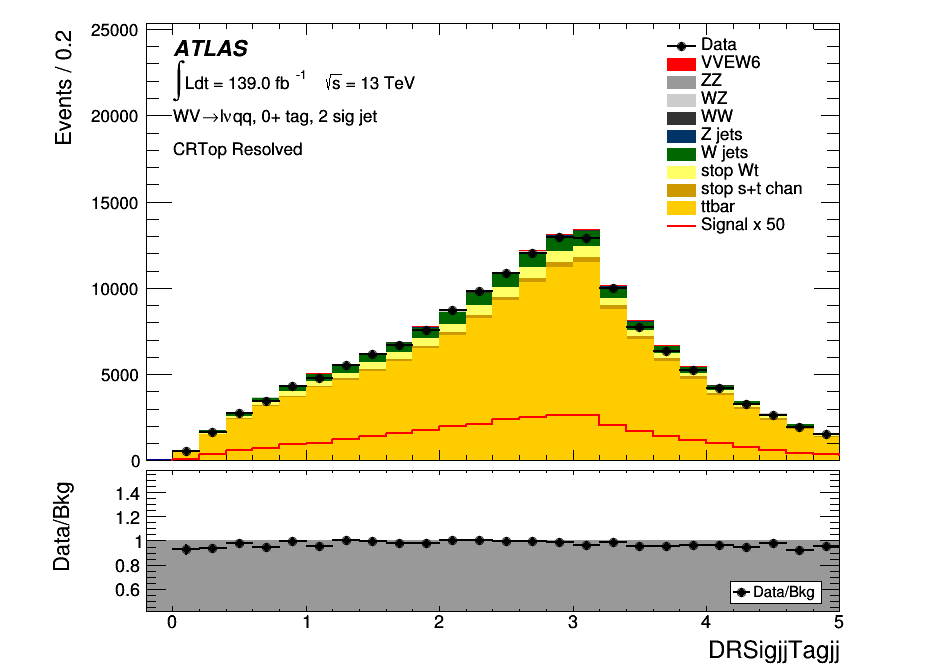 25000
20000
15000
10000
5000
0
Events / 0.2
ATLAS
∫Ldt = 139.0 fb⁻¹ √s = 13 TeV
WV→lνqq, 0+ tag, 2 sig jet
CRTop Resolved
Data
VVEW6
ZZ
WZ
WW
Z jets
W jets
stop Wt
stop s+t chan
ttbar
Signal x 50
Data/Bkg
1.4
1.2
1
0.8
0.6
Data/Bkg
0 1 2 3 4 5
DRSigjjTagjj